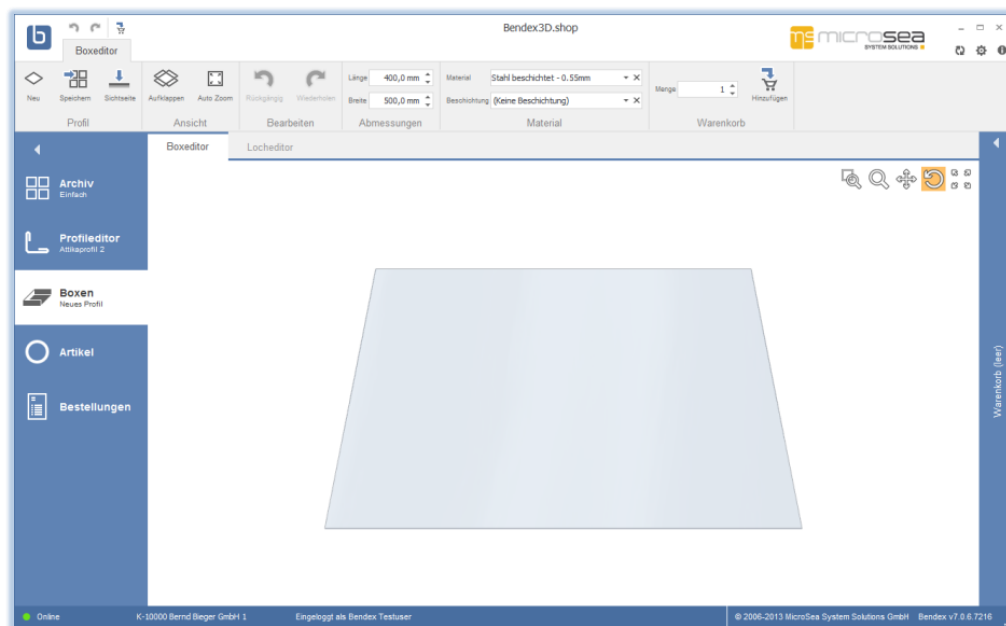 Bendex3D.shop
microsea
SYSTEM SOLUTIONS
Boxeditor
Neu
Speichern
Sichtseite
Aufklappen
Auto Zoom
Rückgängig
Wiederholen
Länge 400,0 mm
Breite 500,0 mm
Material Stahl beschichtet - 0.55mm
Beschichtung (Keine Beschichtung)
Menge 1
Hinzufügen
Profil
Ansicht
Bearbeiten
Abmessungen
Material
Warenkorb
Boxeditor
Locheditor
Archiv
Einfach
Profileditor
Attikaprofil 2
Boxen
Neues Profil
Artikel
Bestellungen
Warenkorb (leer)
Online
K-10000 Bernd Bieger GmbH 1
Eingeloggt als Bendex Testuser
© 2006-2013 MicroSea System Solutions GmbH
Bendex v7.0.6.7216